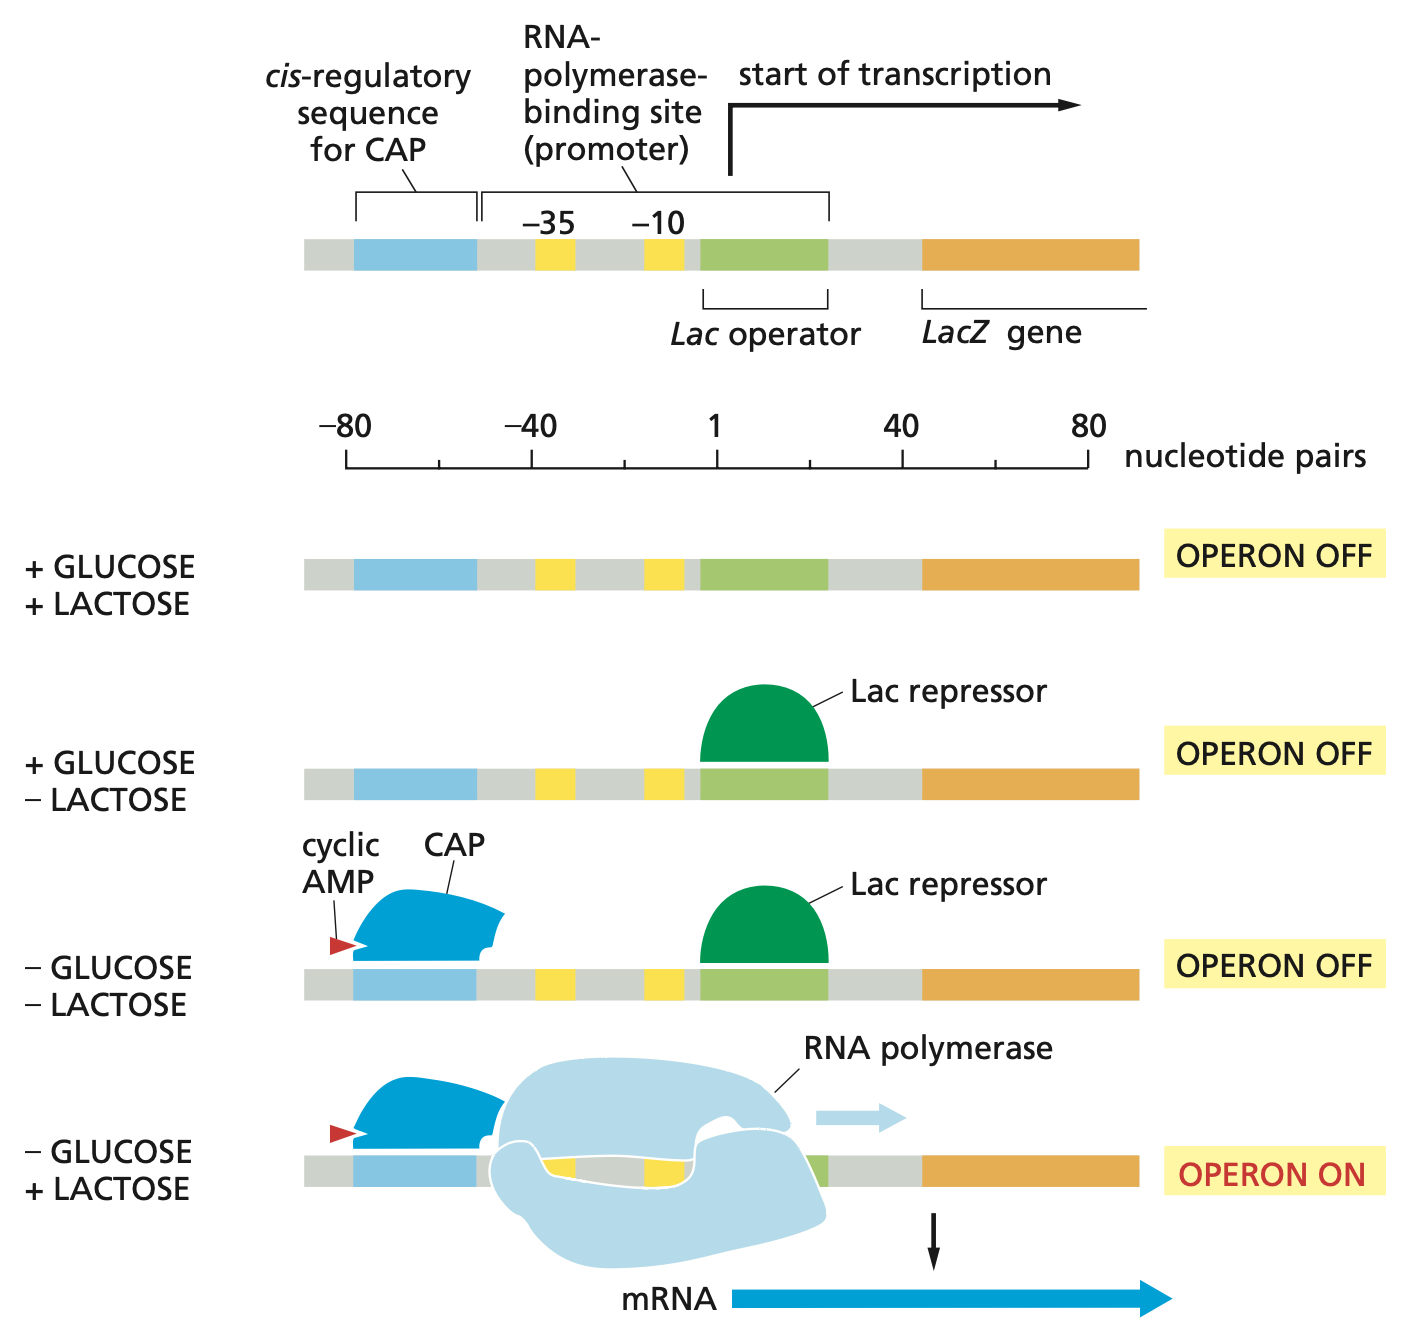 RNA-
polymerase-
binding site
(promoter)
cis-regulatory
sequence
for CAP
start of transcription
–35
–10
Lac operator
LacZ gene
–80
–40
1
40
80
nucleotide pairs
+ GLUCOSE
+ LACTOSE
OPERON OFF
Lac repressor
+ GLUCOSE
– LACTOSE
OPERON OFF
cyclic
AMP
CAP
Lac repressor
– GLUCOSE
– LACTOSE
OPERON OFF
RNA polymerase
– GLUCOSE
+ LACTOSE
OPERON ON
mRNA